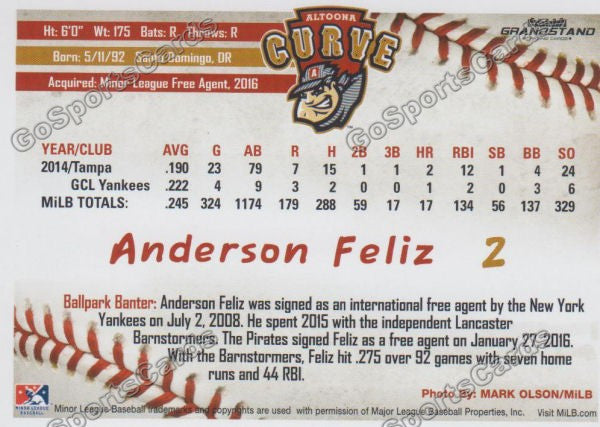 Ht: 6'0" Wt: 175 Bats: R Throws: R
Born: 5/11/92 Santo Domingo, DR
Acquired: Minor League Free Agent, 2016
ALTOONA
CURVE
A
GRANDSTAND
YEAR/CLUB AVG G AB R H 2B 3B HR RBI SB BB SO
2014/Tampa .190 23 79 7 15 1 1 2 12 1 4 24
GCL Yankees .222 4 9 3 2 0 0 1 2 0 3 6
MiLB TOTALS: .245 324 1174 179 288 59 17 17 134 56 137 329
Anderson Feliz 2
Ballpark Banter: Anderson Feliz was signed as an international free agent by the New York
Yankees on July 2, 2008. He spent 2015 with the independent Lancaster
Barnstormers. The Pirates signed Feliz as a free agent on January 27, 2016.
With the Barnstormers, Feliz hit .275 over 92 games with seven home
runs and 44 RBI.
Photo By: MARK OLSON/MiLB
MINOR LEAGUE
BASEBALL
Minor League Baseball trademarks and copyrights are used with permission of Major League Baseball Properties, Inc. Visit MiLB.com
GoSportsCards
GoSportsCards
GoSportsCards
GoSportsCards